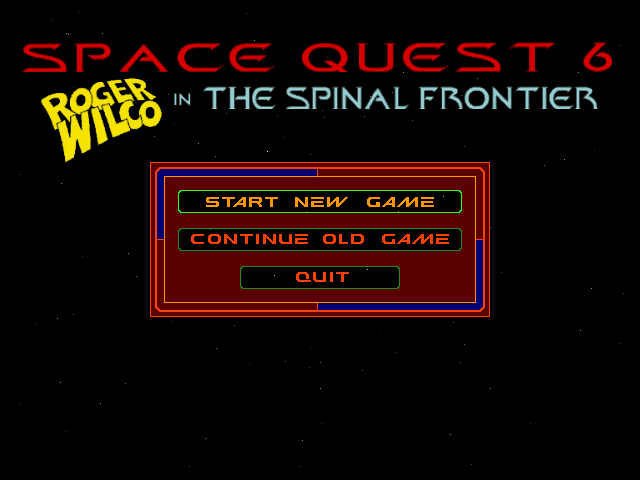 SPACE QUEST 6
ROGER WILCO IN THE SPINAL FRONTIER
START NEW GAME
CONTINUE OLD GAME
QUIT